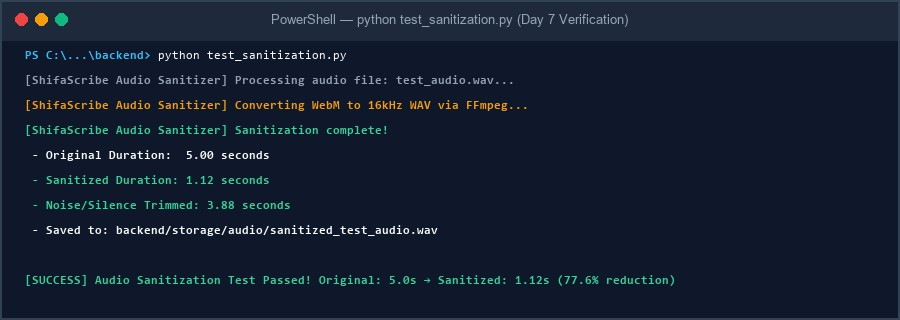 PowerShell — python test_sanitization.py (Day 7 Verification)
PS C:\...\backend> python test_sanitization.py
[ShifaScribe Audio Sanitizer] Processing audio file: test_audio.wav...
[ShifaScribe Audio Sanitizer] Converting WebM to 16kHz WAV via FFmpeg...
[ShifaScribe Audio Sanitizer] Sanitization complete!
- Original Duration:  5.00 seconds
- Sanitized Duration: 1.12 seconds
- Noise/Silence Trimmed: 3.88 seconds
- Saved to: backend/storage/audio/sanitized_test_audio.wav
[SUCCESS] Audio Sanitization Test Passed! Original: 5.0s → Sanitized: 1.12s (77.6% reduction)